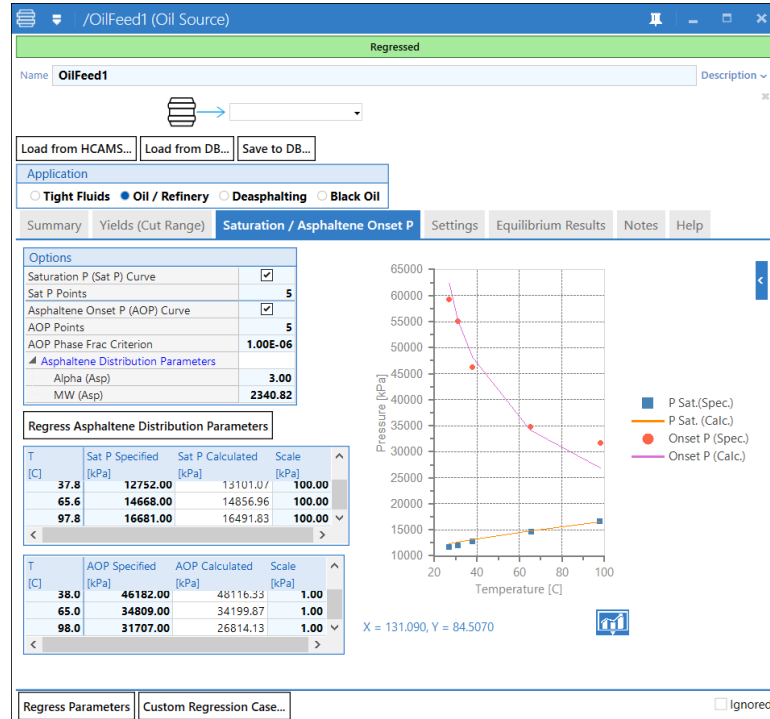 /OilFeed1 (Oil Source)
Regressed
Name OilFeed1 Description
Load from HCAMS... Load from DB... Save to DB...
Application
Tight Fluids Oil / Refinery Deasphalting Black Oil
Summary Yields (Cut Range) Saturation / Asphaltene Onset P Settings Equilibrium Results Notes Help
Options
Saturation P (Sat P) Curve
Sat P Points 5
Asphaltene Onset P (AOP) Curve
AOP Points 5
AOP Phase Frac Criterion 1.00E-06
Asphaltene Distribution Parameters
Alpha (Asp) 3.00
MW (Asp) 2340.82
Regress Asphaltene Distribution Parameters
T Sat P Specified Sat P Calculated Scale
[C] [kPa] [kPa] [kPa]
37.8 12752.00 13101.07 100.00
65.6 14668.00 14856.96 100.00
97.8 16681.00 16491.83 100.00
T AOP Specified AOP Calculated Scale
[C] [kPa] [kPa] [kPa]
38.0 46182.00 48116.33 1.00
65.0 34809.00 34199.87 1.00
98.0 31707.00 26814.13 1.00
65000
60000
55000
50000
45000
40000
35000
30000
25000
20000
15000
10000
Pressure [kPa]
20 40 60 80 100
Temperature [C]
P Sat.(Spec.)
P Sat. (Calc.)
Onset P (Spec.)
Onset P (Calc.)
X = 131.090, Y = 84.5070
Regress Parameters Custom Regression Case... Ignored